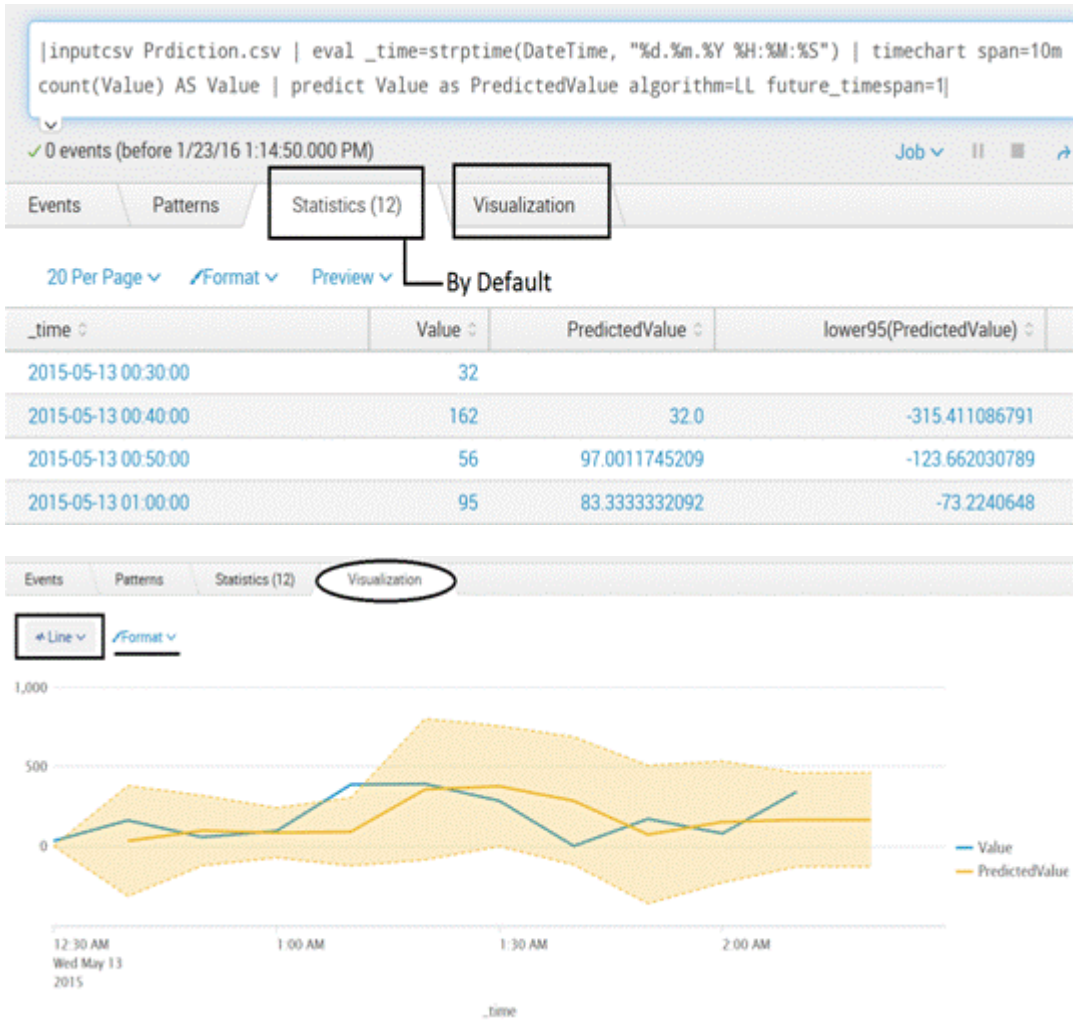 |inputcsv Prdiction.csv | eval _time=strptime(DateTime, "%d.%m.%Y %H:%M:%S") | timechart span=10m
count(Value) AS Value | predict Value as PredictedValue algorithm=LL future_timespan=1|
✓ 0 events (before 1/23/16 1:14:50.000 PM) Job
Events Patterns Statistics (12) Visualization
20 Per Page Format Preview By Default
_time Value PredictedValue lower95(PredictedValue)
2015-05-13 00:30:00 32
2015-05-13 00:40:00 162 32.0 -315.411086791
2015-05-13 00:50:00 56 97.0011745209 -123.662030789
2015-05-13 01:00:00 95 83.3333332092 -73.2240648
Events Patterns Statistics (12) Visualization
Line Format
1,000
500
0
Value
PredictedValue
12:30 AM 1:00 AM 1:30 AM 2:00 AM
Wed May 13
2015
_time